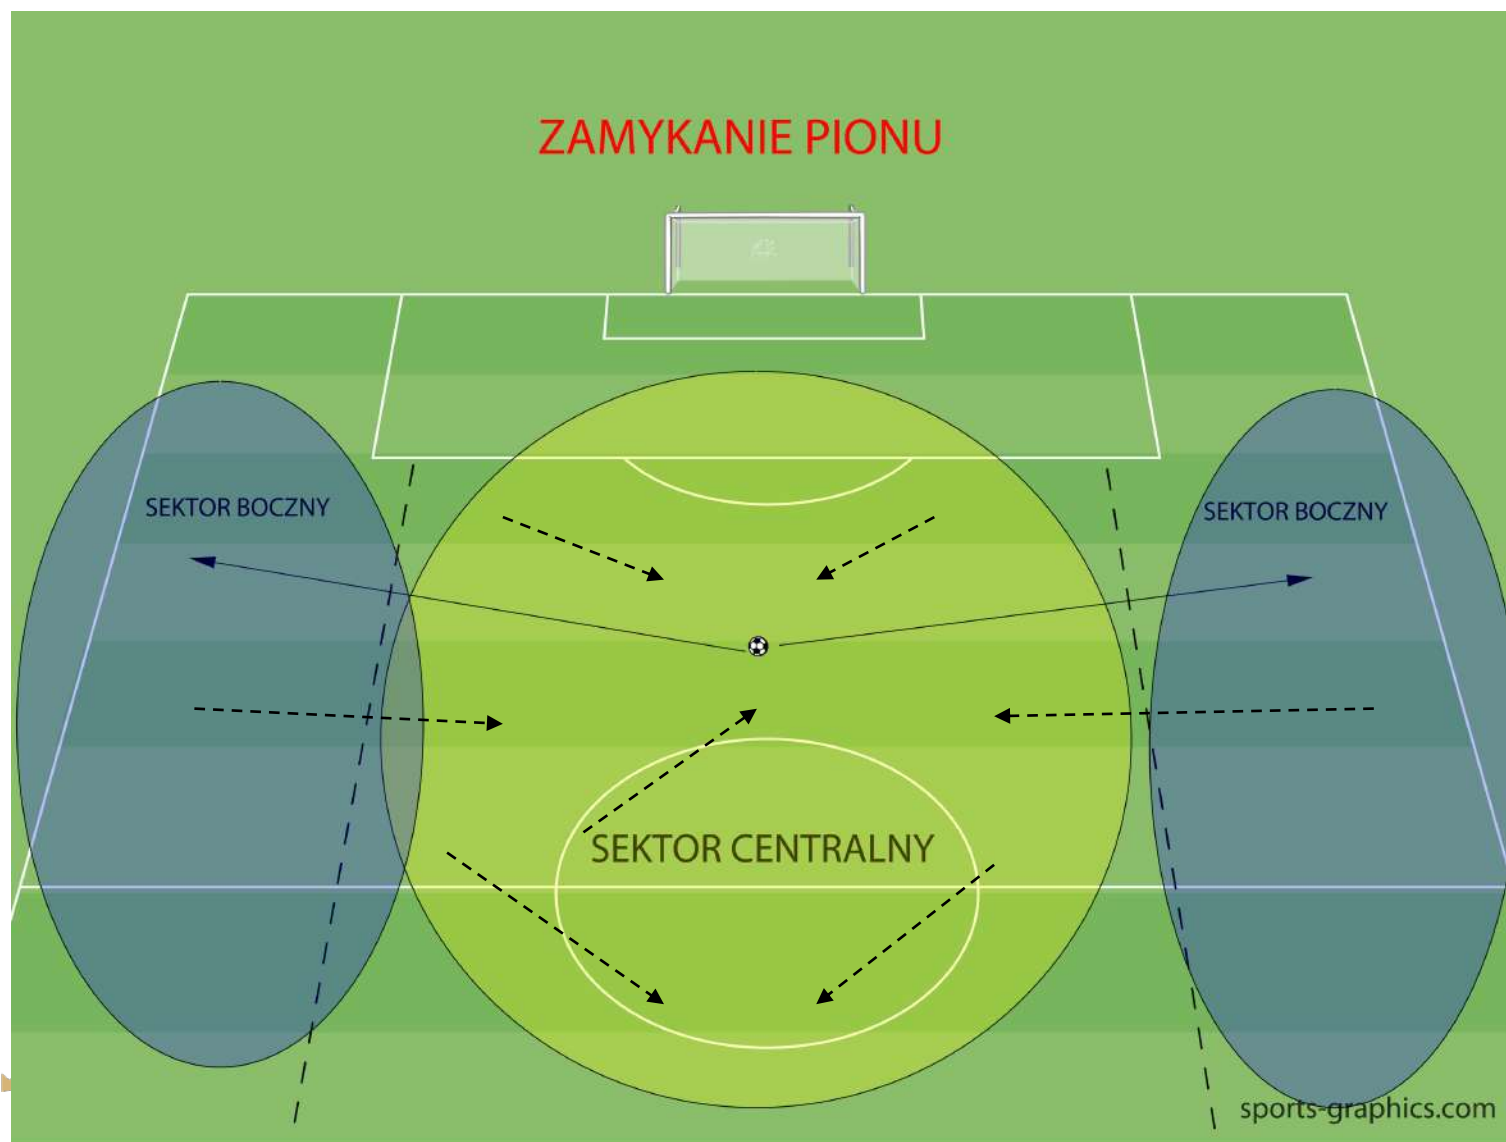 ZAMYKANIE PIONU
SEKTOR BOCZNY
SEKTOR BOCZNY
SEKTOR CENTRALNY
sports-graphics.com